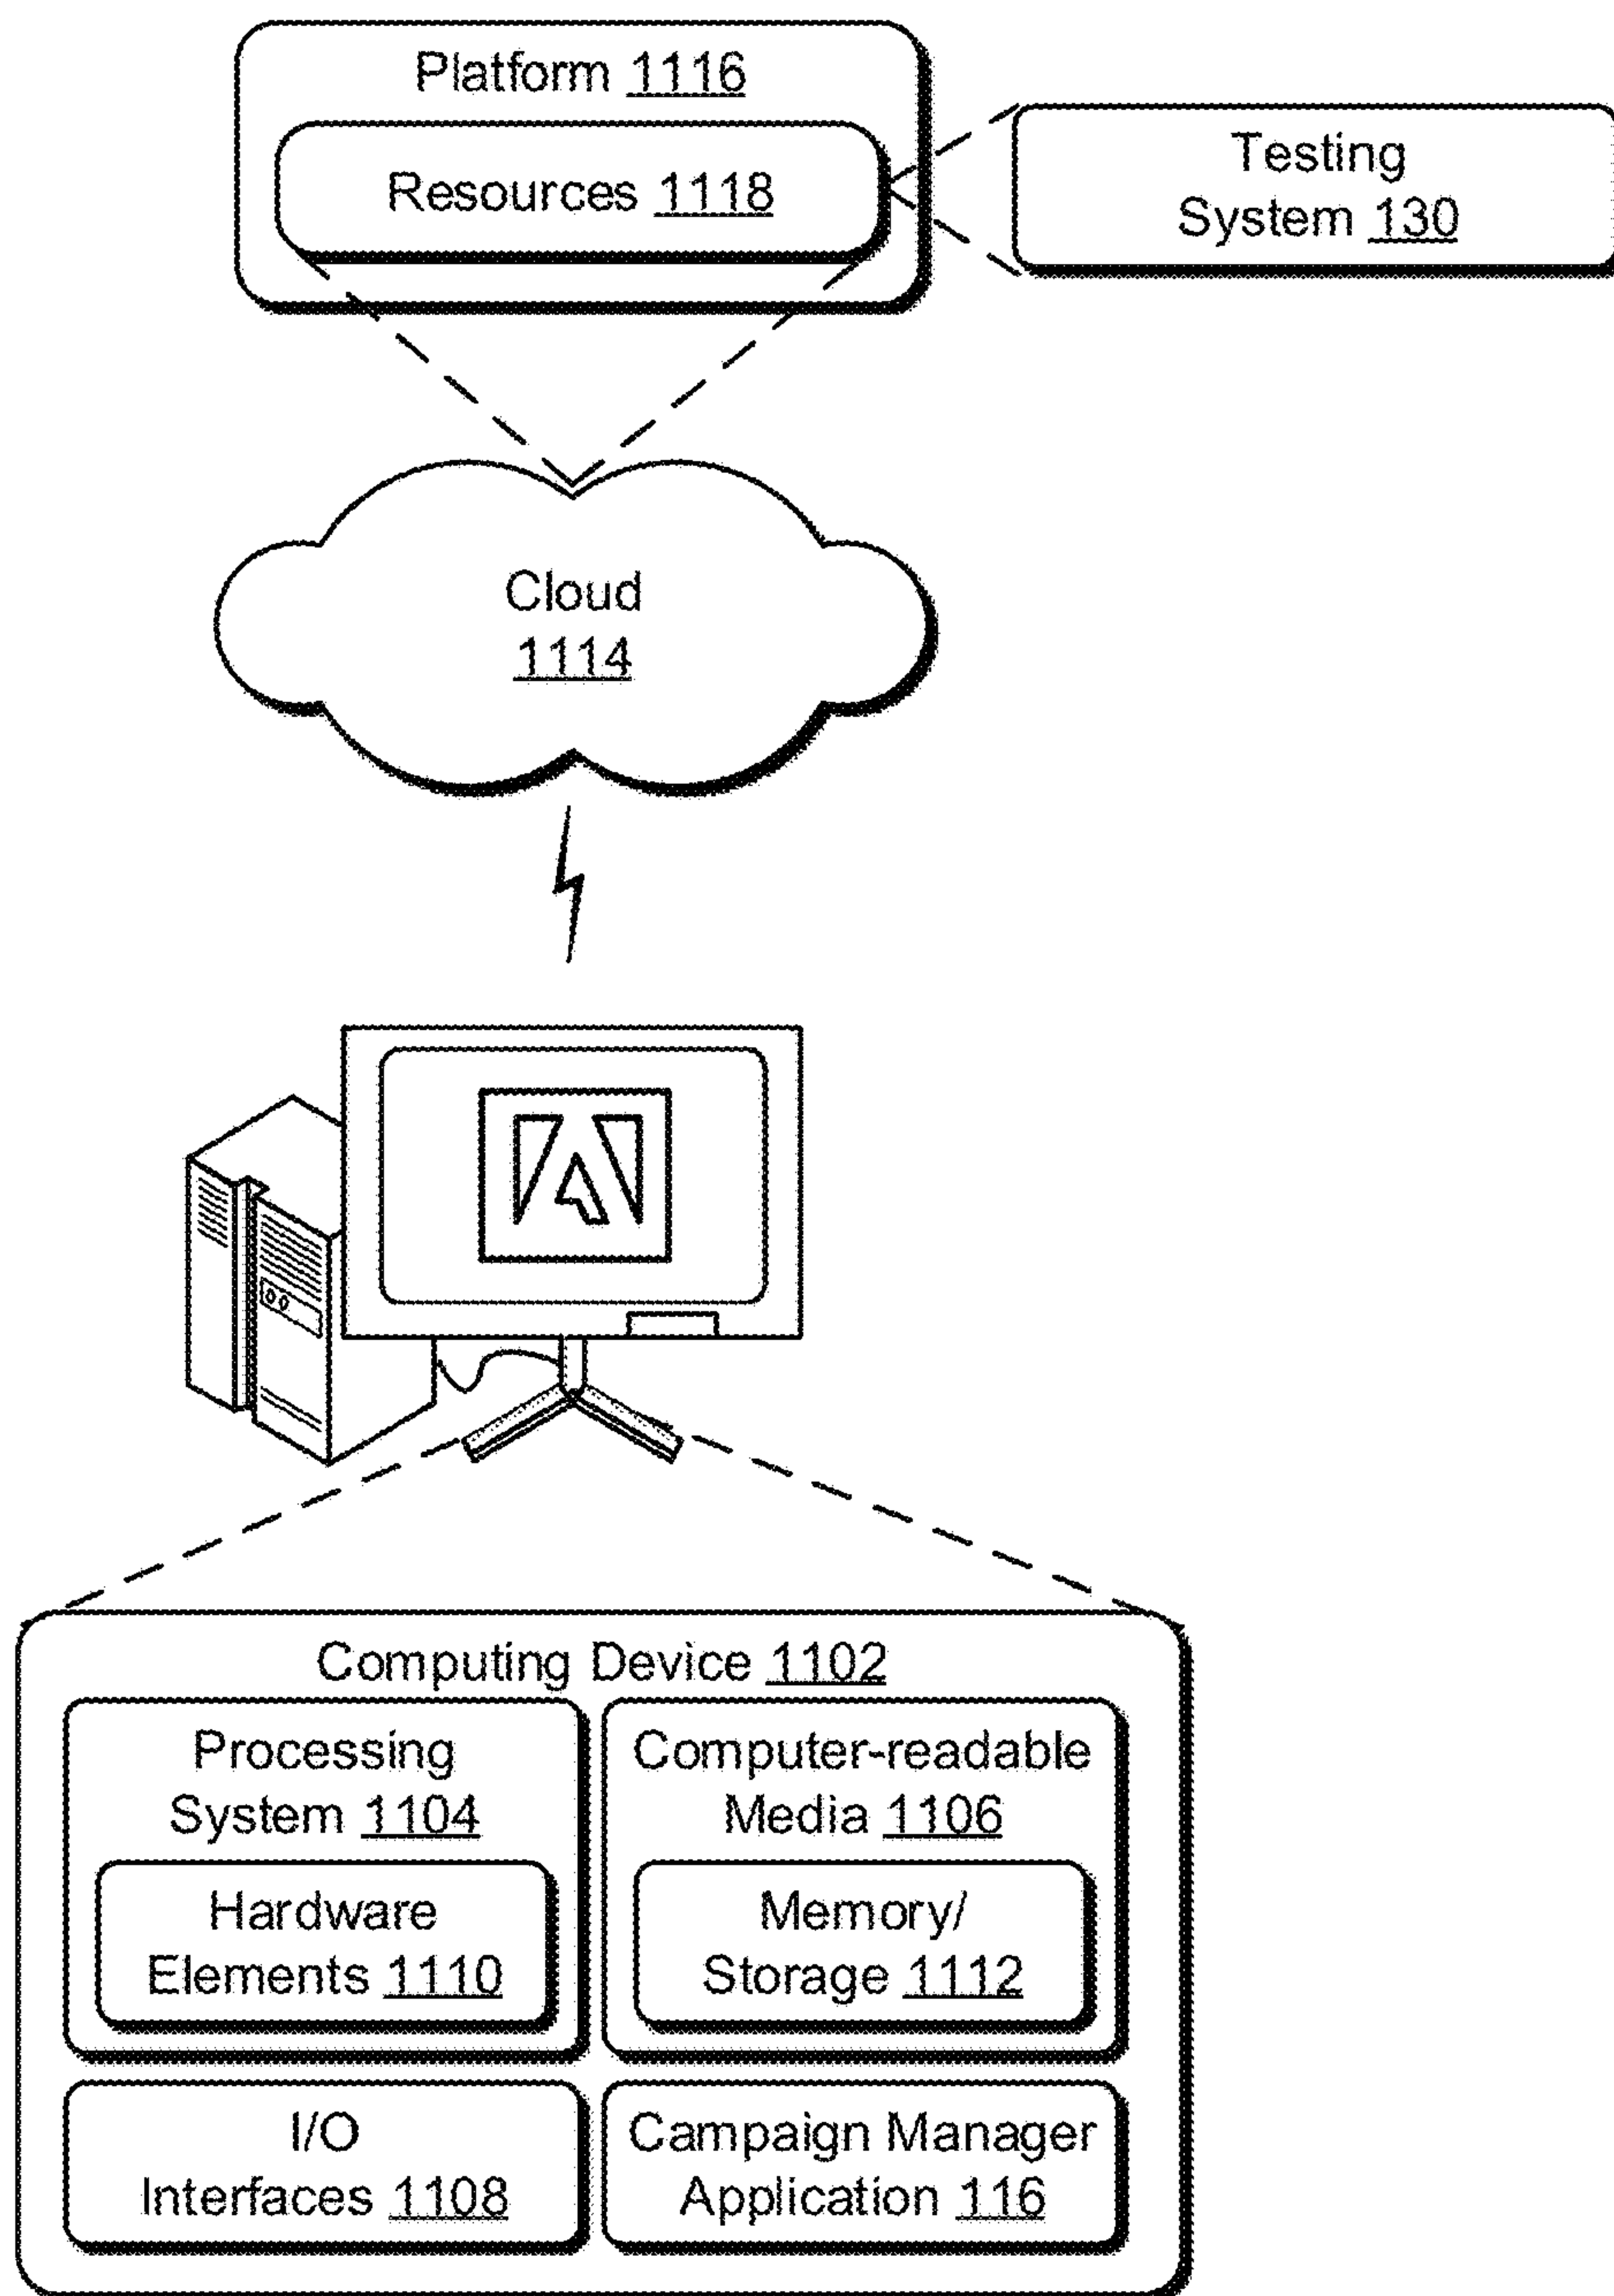 Platform 1116
Resources 1118
Testing
System 130
Cloud
1114
Computing Device 1102
Processing
System 1104
Hardware
Elements 1110
Computer-readable
Media 1106
Memory/
Storage 1112
I/O
Interfaces 1108
Campaign Manager
Application 116